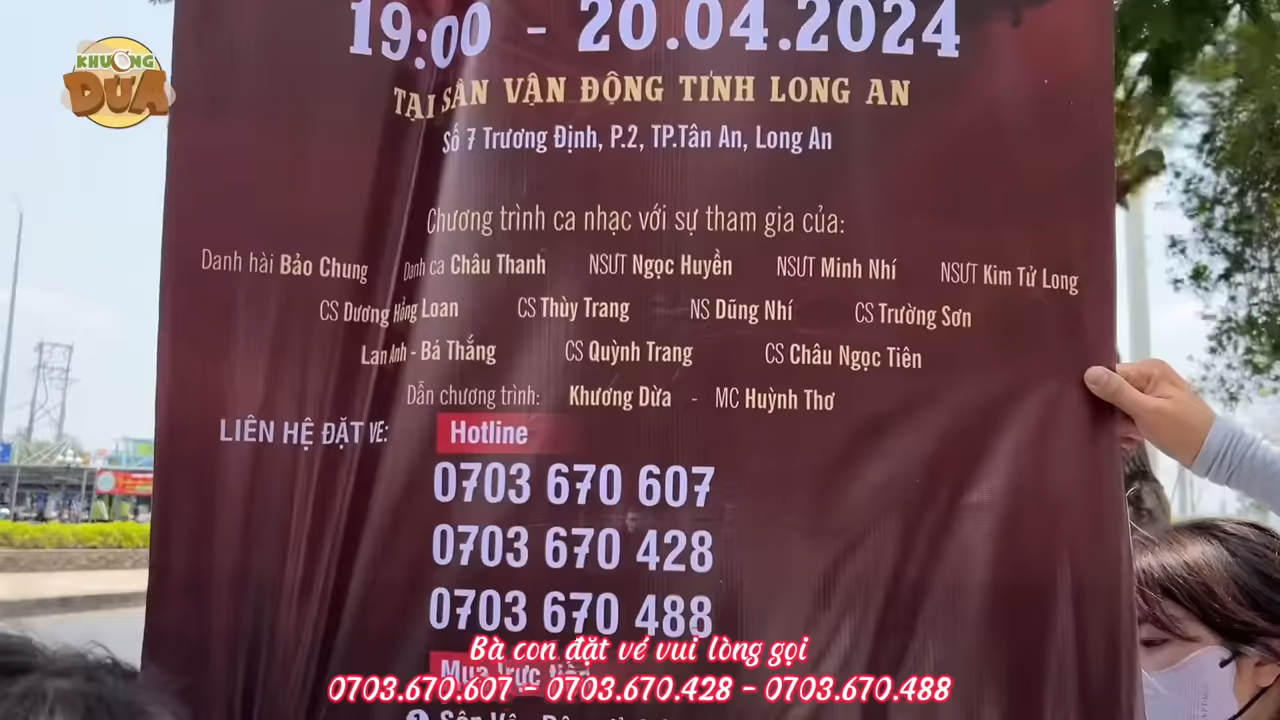 KHƯƠNG
DỪA
19:00 - 20.04.2024
TẠI SÂN VẬN ĐỘNG TỈNH LONG AN
Số 7 Trương Định, P.2, TP.Tân An, Long An
Chương trình ca nhạc với sự tham gia của:
Danh hài Bảo Chung Danh ca Châu Thanh NSƯT Ngọc Huyền NSƯT Minh Nhí NSƯT Kim Tử Long
CS Dương Hồng Loan CS Thùy Trang NS Dũng Nhí CS Trường Sơn
Lan Anh - Bá Thắng CS Quỳnh Trang CS Châu Ngọc Tiên
Dẫn chương trình: Khương Dừa - MC Huỳnh Thơ
LIÊN HỆ ĐẶT VÉ: Hotline
0703 670 607
0703 670 428
0703 670 488
Mua trực tiếp
Bà con đặt vé vui lòng gọi
0703.670.607 - 0703.670.428 - 0703.670.488